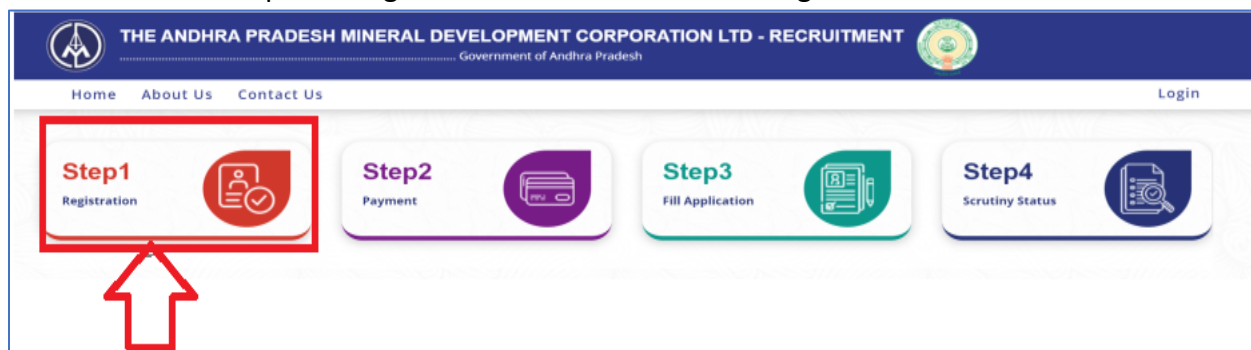 THE ANDHRA PRADESH MINERAL DEVELOPMENT CORPORATION LTD - RECRUITMENT
Government of Andhra Pradesh
Home About Us Contact Us Login
Step1
Registration
Step2
Payment
Step3
Fill Application
Step4
Scrutiny Status